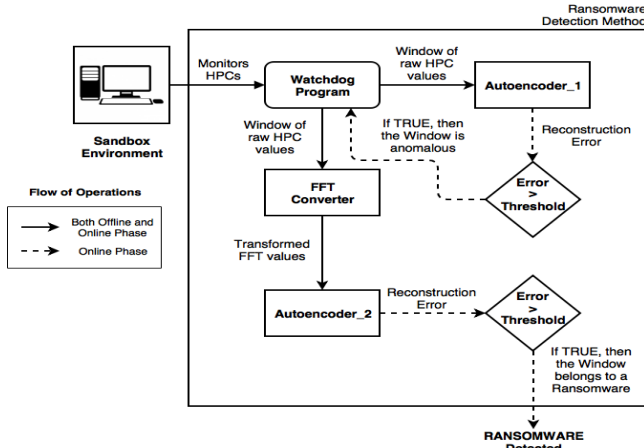 Ransomware
Detection Method
Monitors
HPCs
Watchdog
Program
Window of
raw HPC
values
Autoencoder_1
Sandbox
Environment
Window of
raw HPC
values
If TRUE, then
the Window is
anomalous
Reconstruction
Error
Error
>
Threshold
FFT
Converter
Flow of Operations
Both Offline and
Online Phase
Online Phase
Transformed
FFT values
Autoencoder_2
Reconstruction
Error
Error
>
Threshold
If TRUE, then
the Window
belongs to a
Ransomware
RANSOMWARE
Detected